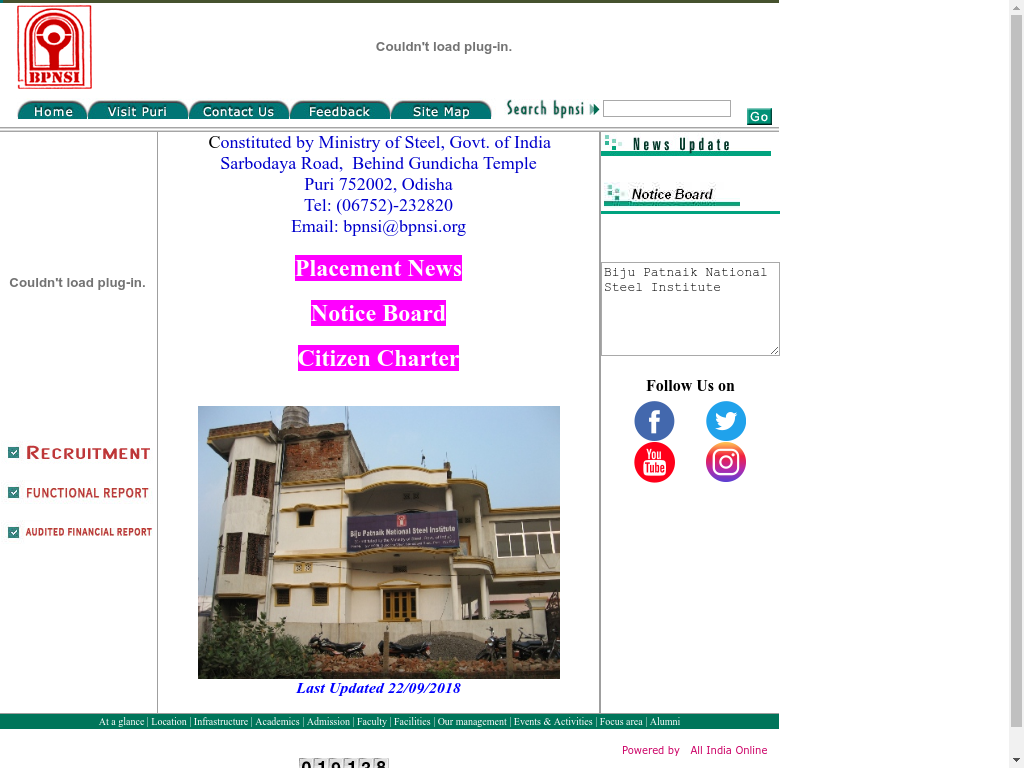 BPNSI
Couldn't load plug-in.
Home Visit Puri Contact Us Feedback Site Map Search bpnsi Go
Constituted by Ministry of Steel, Govt. of India
Sarbodaya Road, Behind Gundicha Temple
Puri 752002, Odisha
Tel: (06752)-232820
Email: bpnsi@bpnsi.org
Placement News
Notice Board
Citizen Charter
Couldn't load plug-in.
RECRUITMENT
FUNCTIONAL REPORT
AUDITED FINANCIAL REPORT
Biju Patnaik National Steel Institute
Last Updated 22/09/2018
News Update
Notice Board
Biju Patnaik National
Steel Institute
Follow Us on
You
Tube
At a glance | Location | Infrastructure | Academics | Admission | Faculty | Facilities | Our management | Events & Activities | Focus area | Alumni
Powered by All India Online
019138